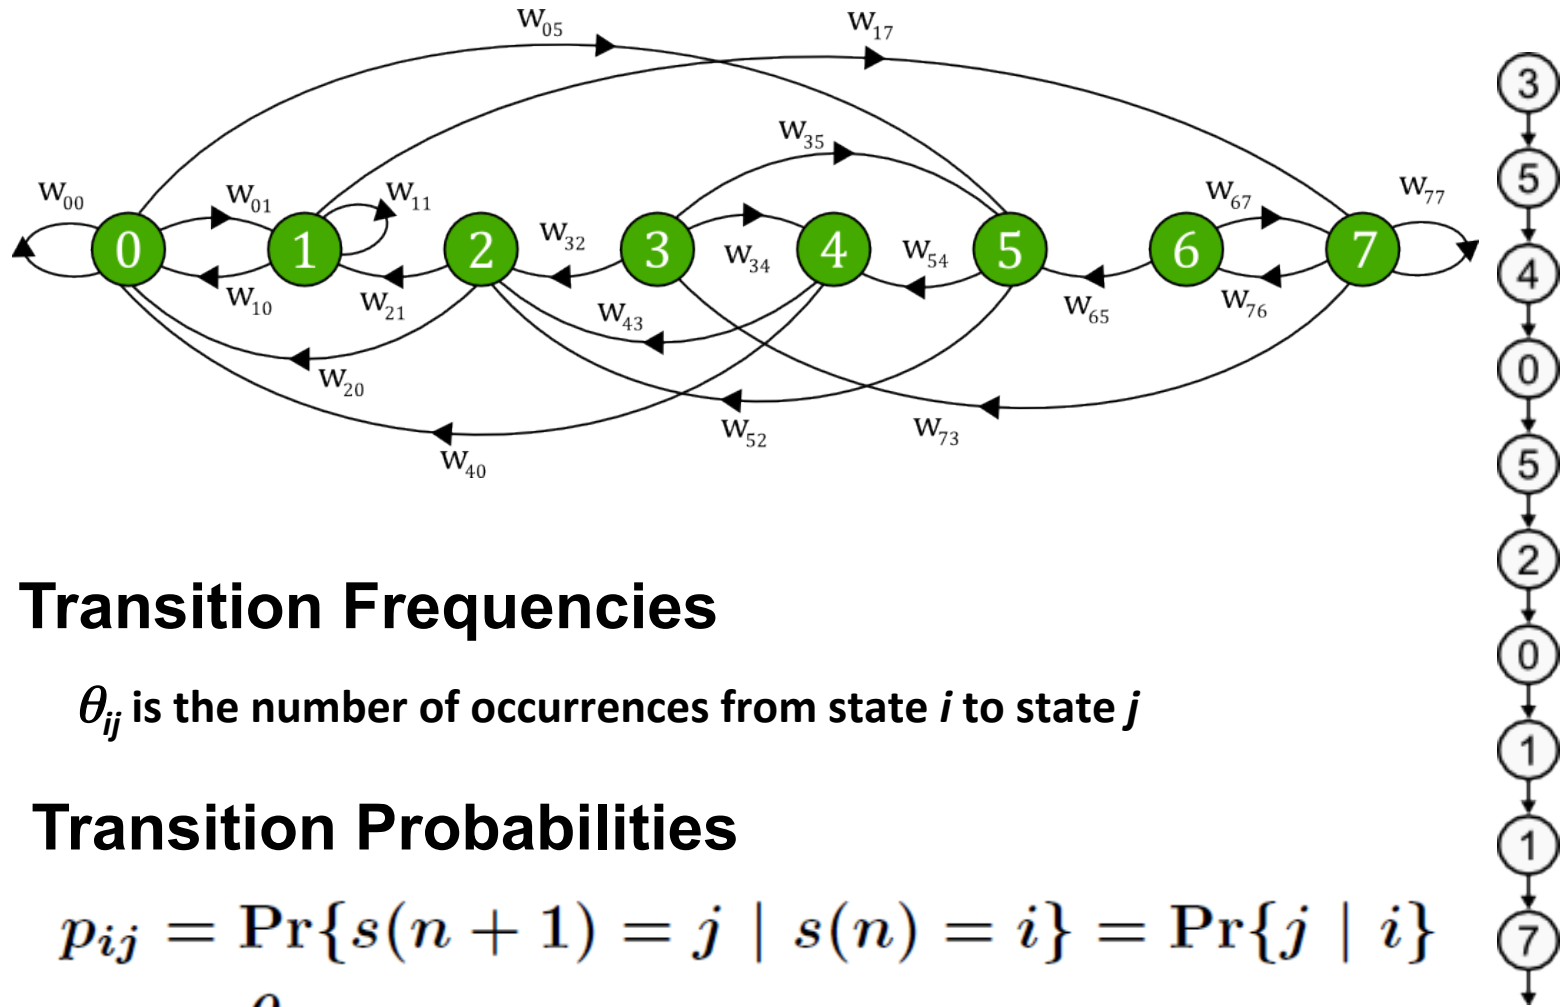 w₀₅ w₁₇
w₃₅
w₀₀ w₀₁ w₁₁ w₆₇ w₇₇
w₃₂ w₃₄ w₅₄
0 1 2 3 4 5 6 7
w₁₀ w₂₁ w₄₃ w₆₅ w₇₆
w₂₀
w₄₀ w₅₂ w₇₃
Transition Frequencies
θᵢⱼ is the number of occurrences from state i to state j
Transition Probabilities
pᵢⱼ = Pr{s(n + 1) = j | s(n) = i} = Pr{j | i}
3
5
4
0
5
2
0
1
1
7